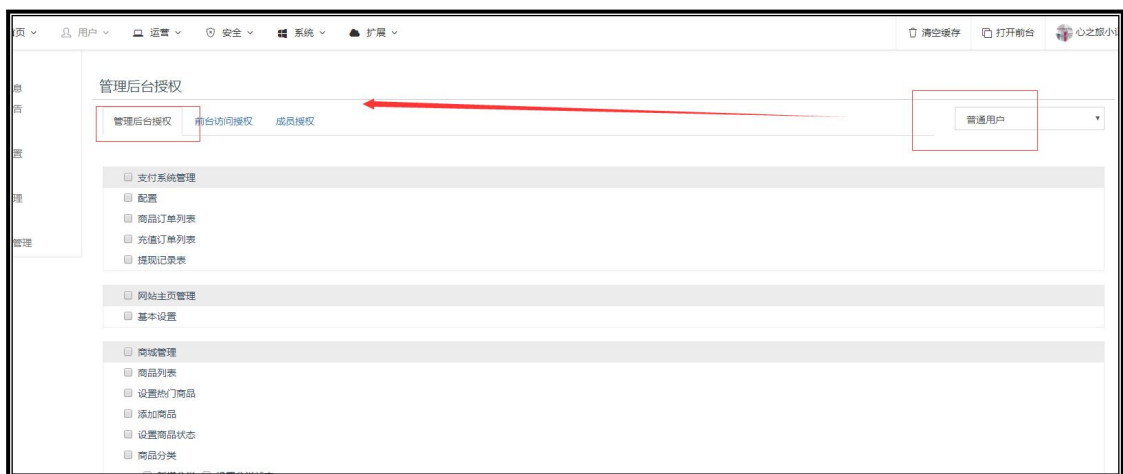 页 用户 运营 安全 系统 扩展 清空缓存 打开前台 心之旅小
息
管理后台授权
告
管理后台授权 前台访问授权 成员授权 普通用户
置
支付系统管理
理
配置
商品订单列表
管理
充值订单列表
提现记录表
网站主页管理
基本设置
商城管理
商品列表
设置热门商品
添加商品
设置商品状态
商品分类